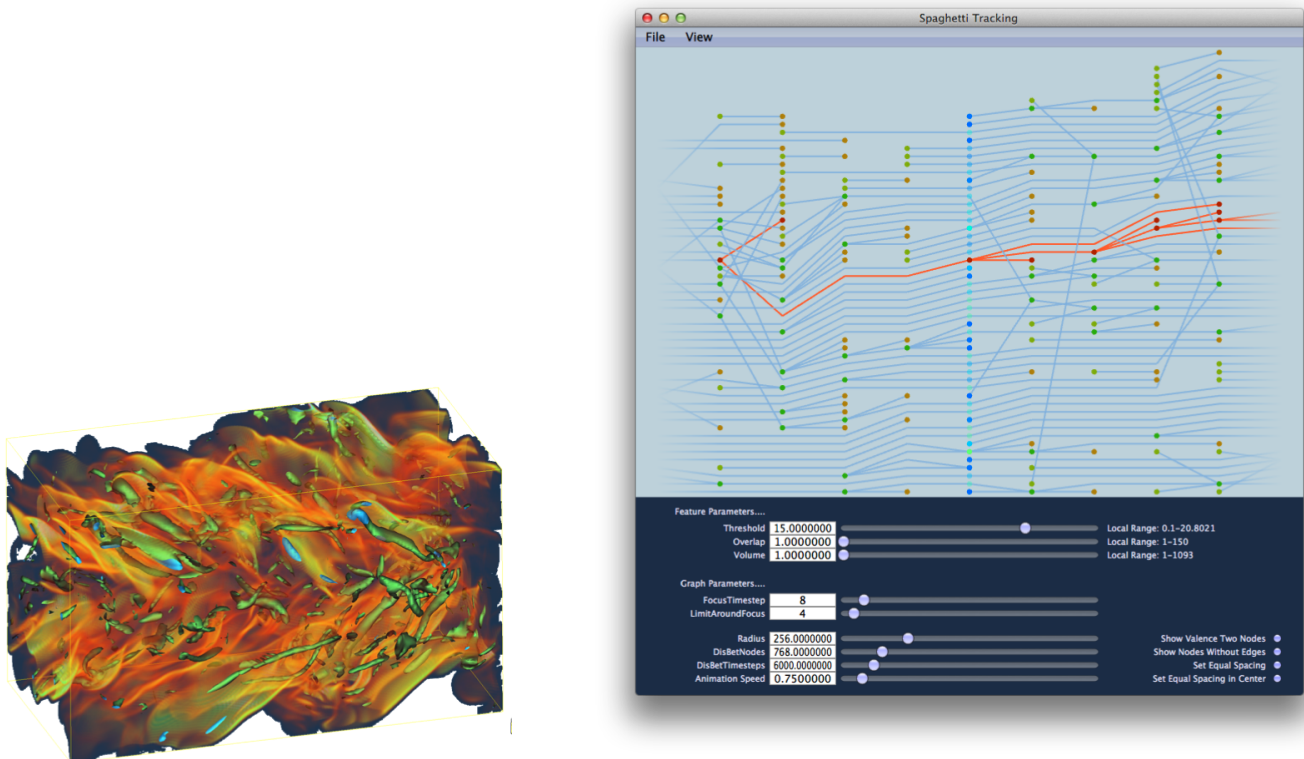 Spaghetti Tracking
File View
Feature Parameters....
Threshold 15.0000000 Local Range: 0.1~20.8021
Overlap 1.0000000 Local Range: 1~150
Volume 1.0000000 Local Range: 1~1093
Graph Parameters....
FocusTimestep 8
LimitAroundFocus 4
Radius 256.0000000 Show Valence Two Nodes
DisBetNodes 768.0000000 Show Nodes Without Edges
DisBetTimesteps 6000.0000000 Set Equal Spacing
Animation Speed 0.7500000 Set Equal Spacing in Center